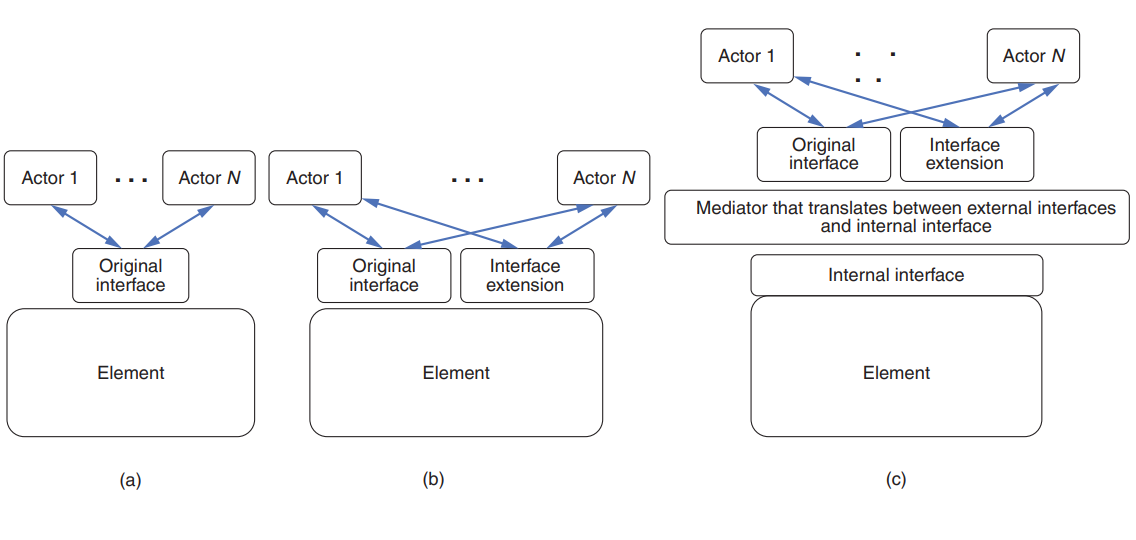 Actor 1
Actor N
Original
interface
Element
(a)
Actor 1
Actor N
Original
interface
Interface
extension
Element
(b)
Actor 1
Actor N
Original
interface
Interface
extension
Mediator that translates between external interfaces
and internal interface
Internal interface
Element
(c)